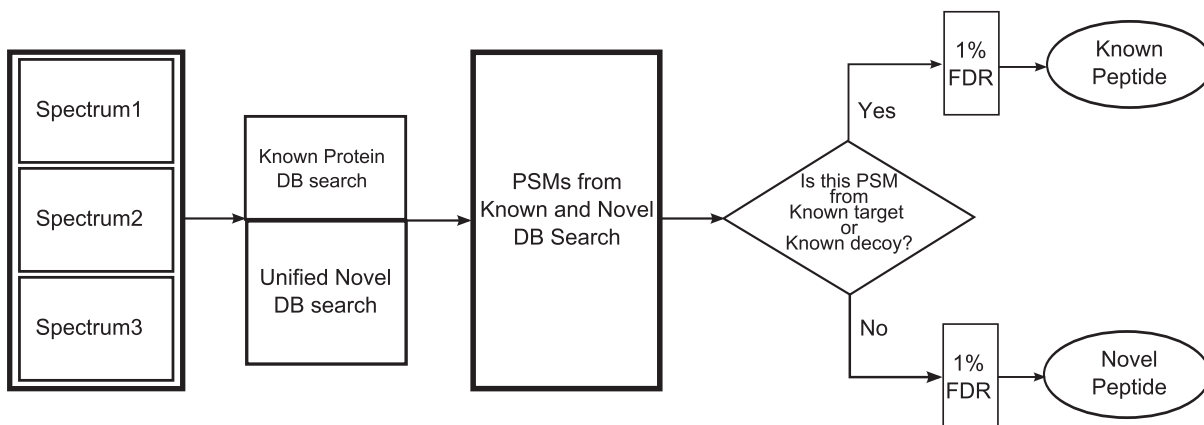 Spectrum1
Spectrum2
Spectrum3
Known Protein
DB search
Unified Novel
DB search
PSMs from
Known and Novel
DB Search
Is this PSM
from
Known target
or
Known decoy?
Yes
1%
FDR
Known
Peptide
No
1%
FDR
Novel
Peptide